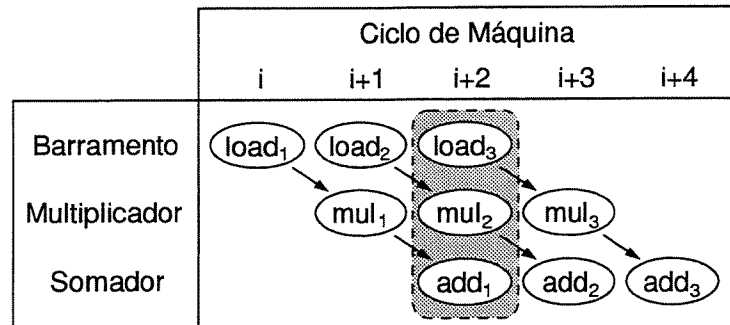 Ciclo de Máquina
i i+1 i+2 i+3 i+4
Barramento load₁ load₂ load₃
Multiplicador mul₁ mul₂ mul₃
Somador add₁ add₂ add₃